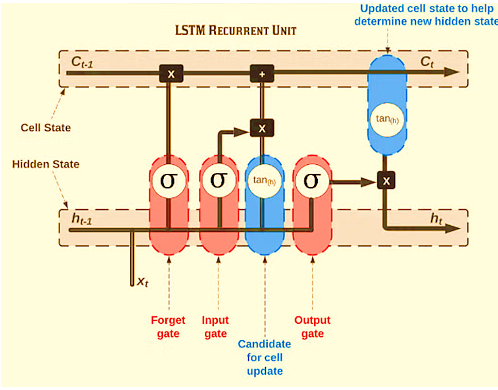 Updated cell state to help
determine new hidden state
LSTM Recurrent Unit
Ct-1
x
+
Ct
tan(h)
Cell State
x
Hidden State
σ
σ
tan(h)
σ
x
ht-1
ht
xt
Forget
gate
Input
gate
Output
gate
Candidate
for cell
update